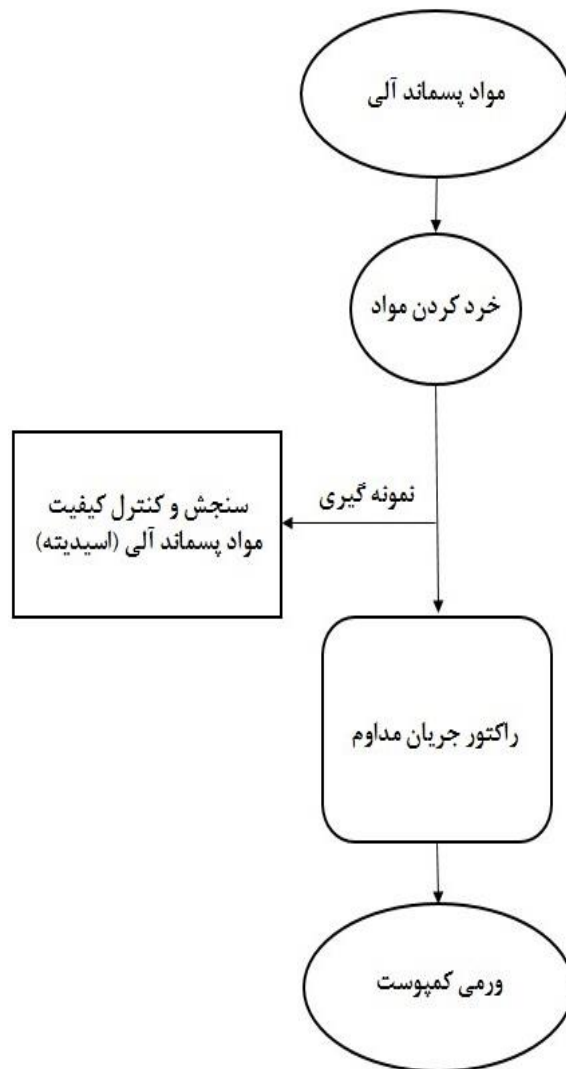 مواد پسماند آلی
خرد کردن مواد
نمونه گیری
سنجش و کنترل کیفیت
مواد پسماند آلی (اسیدیته)
راکتور جریان مداوم
ورمی کمپوست